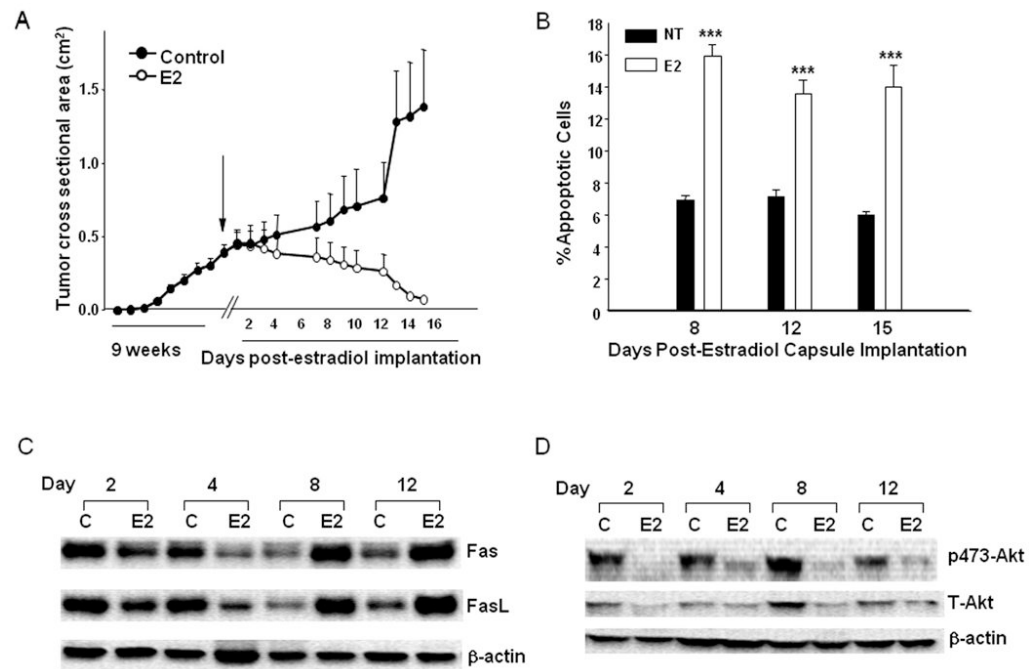 A
Tumor cross sectional area (cm2)
1.5
1.0
0.5
0.0
Control
E2
2 4 6 8 10 12 14 16
9 weeks
Days post-estradiol implantation
B
%Appoptotic Cells
18
16
14
12
10
8
6
4
2
0
NT
E2
*** *** ***
8 12 15
Days Post-Estradiol Capsule Implantation
C
Day 2 4 8 12
C E2 C E2 C E2 C E2
Fas
FasL
β-actin
D
Day 2 4 8 12
C E2 C E2 C E2 C E2
p473-Akt
T-Akt
β-actin